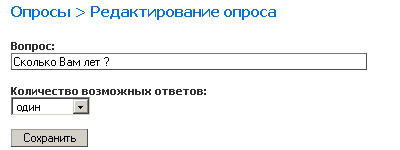 Опросы > Редактирование опроса
Вопрос:
Сколько Вам лет ?
Количество возможных ответов:
один
Сохранить